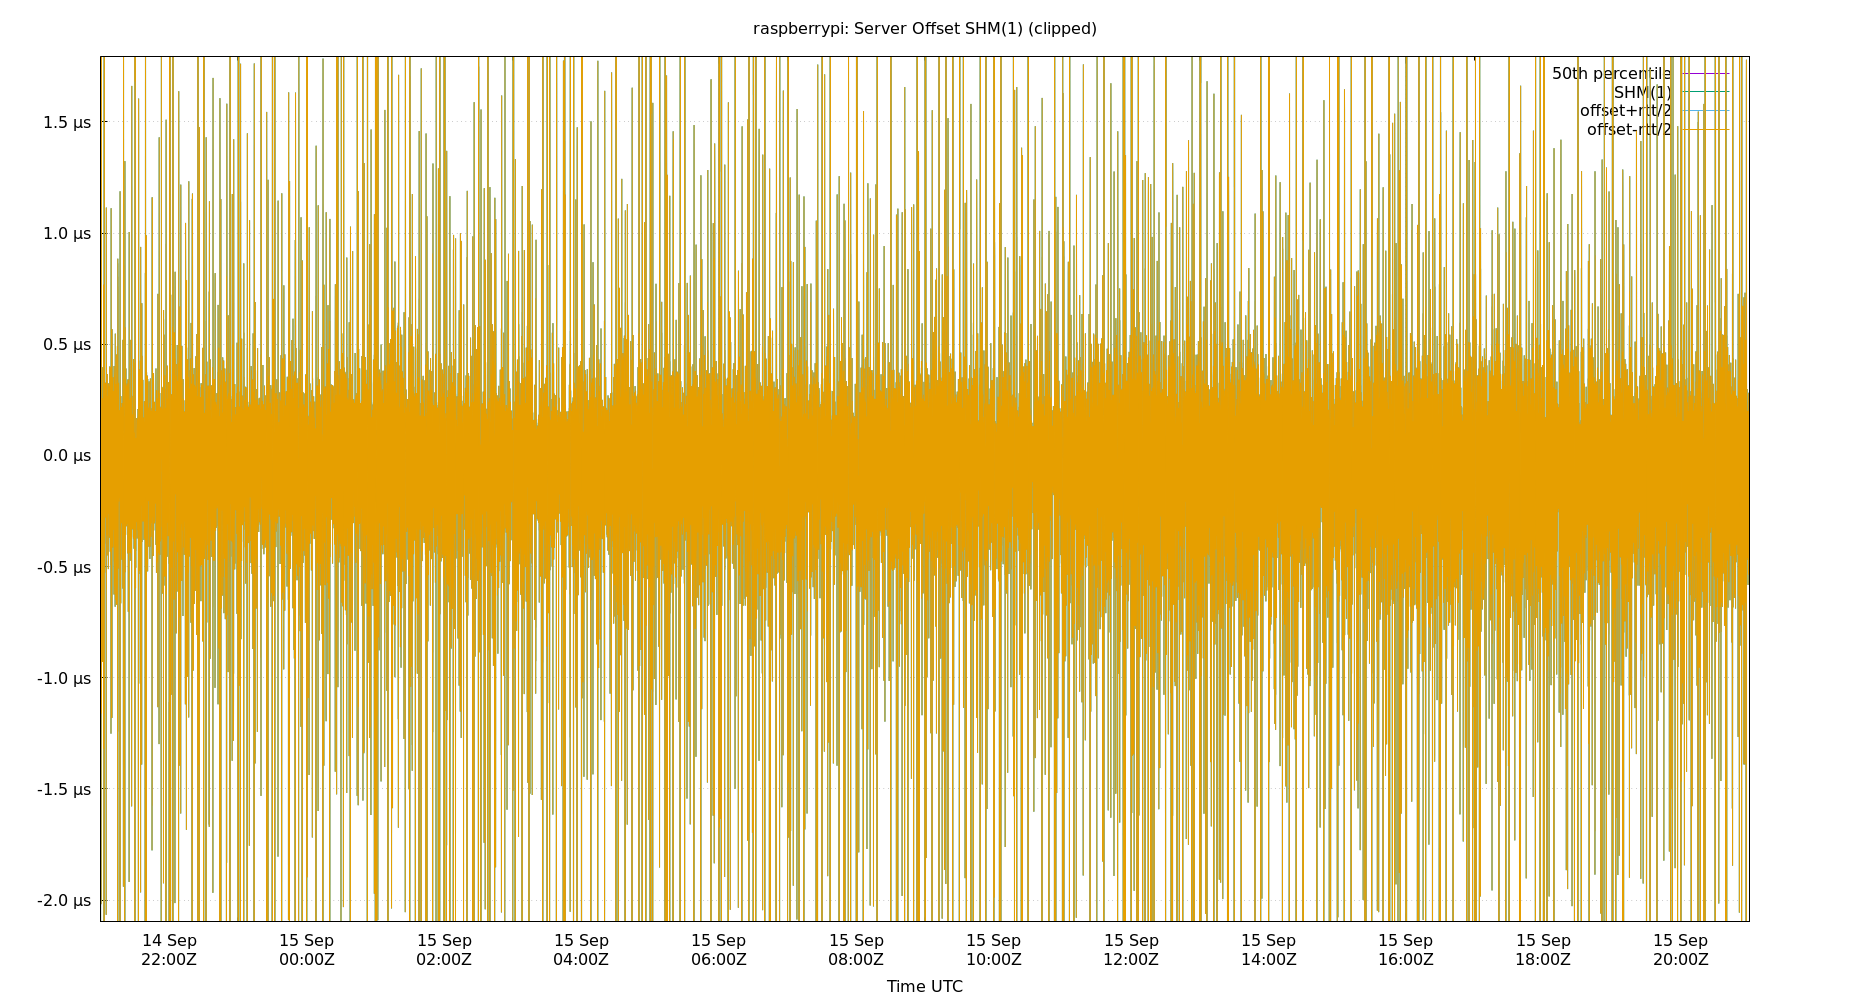 raspberrypi: Server Offset SHM(1) (clipped)
50th percentile
SHM(1)
offset+rtt/2
offset-rtt/2
1.5 µs
1.0 µs
0.5 µs
0.0 µs
-0.5 µs
-1.0 µs
-1.5 µs
-2.0 µs
14 Sep 15 Sep 15 Sep 15 Sep 15 Sep 15 Sep 15 Sep 15 Sep 15 Sep 15 Sep 15 Sep 15 Sep
22:00Z 00:00Z 02:00Z 04:00Z 06:00Z 08:00Z 10:00Z 12:00Z 14:00Z 16:00Z 18:00Z 20:00Z
Time UTC